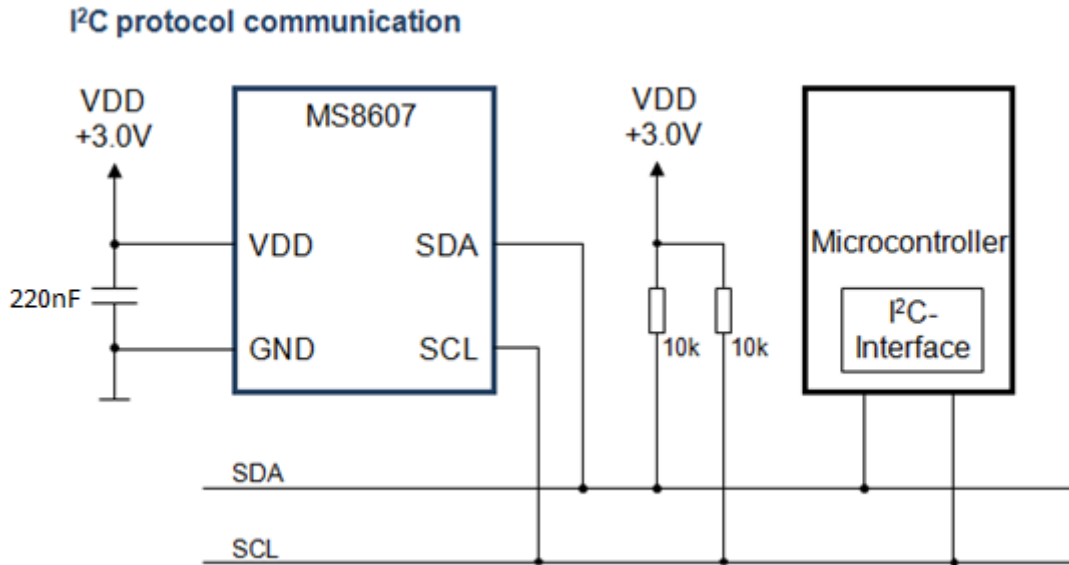 I²C protocol communication
VDD
+3.0V
MS8607
VDD
+3.0V
VDD
SDA
Microcontroller
220nF
I²C-
Interface
GND
SCL
10k
10k
SDA
SCL